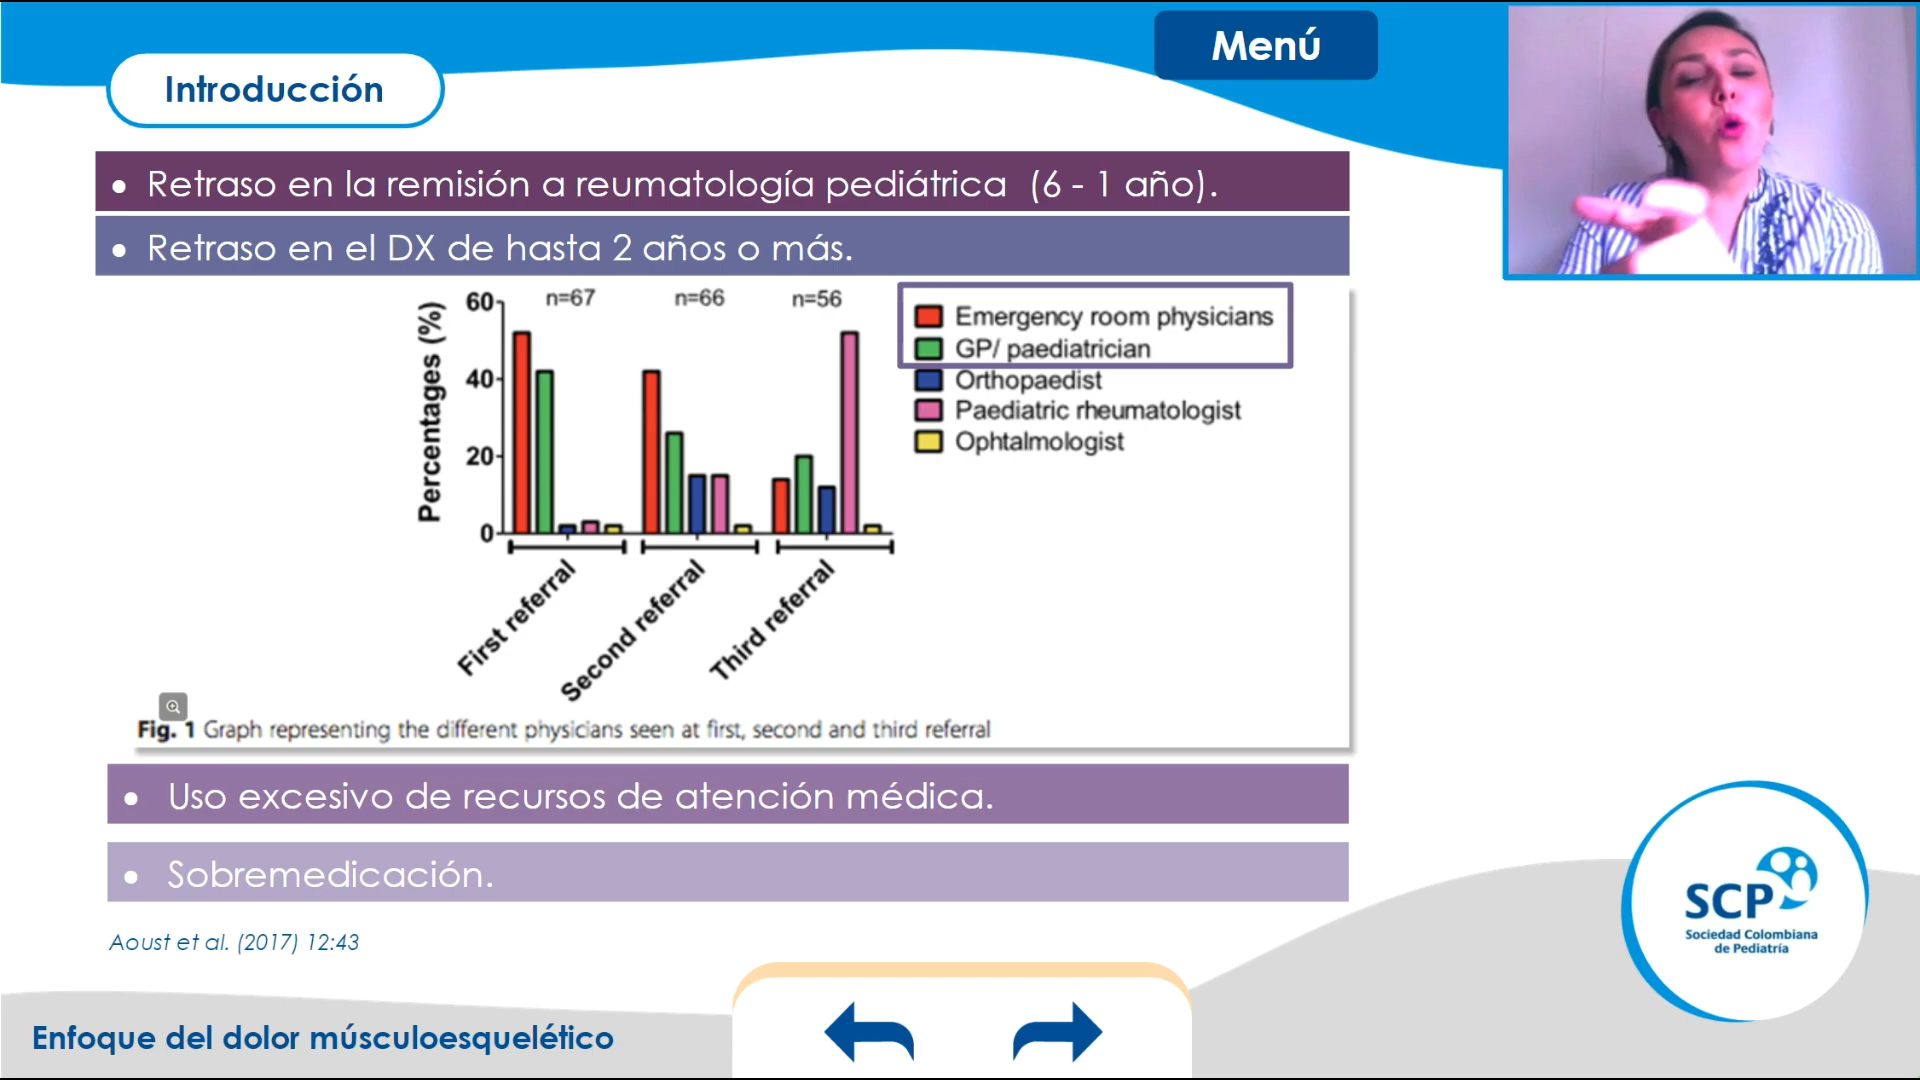 Menú
Introducción
• Retraso en la remisión a reumatología pediátrica (6 - 1 año).
• Retraso en el DX de hasta 2 años o más.
Percentages (%)
60
40
20
0
n=67
n=66
n=56
Emergency room physicians
GP/ paediatrician
Orthopaedist
Paediatric rheumatologist
Ophtalmologist
First referral
Second referral
Third referral
Fig. 1 Graph representing the different physicians seen at first, second and third referral
• Uso excesivo de recursos de atención médica.
• Sobremedicación.
Aoust et al. (2017) 12:43
SCP
Sociedad Colombiana
de Pediatría
Enfoque del dolor músculoesquelético